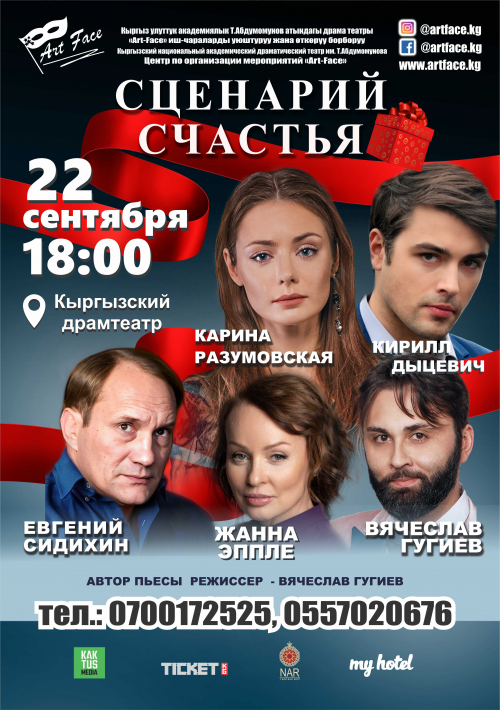 Art Face
Кыргыз улуттук академиялык Т.Абдумомунов атындагы драма театры
«Art-Face» иш-чараларды уюштуруу жана өткөрүү борбору
Кыргызский национальный академический драматический театр им. Т.Абдумомунова
Центр по организации мероприятий «Art-Face»
@artface.kg
@artface.kg
www.artface.kg
СЦЕНАРИЙ
СЧАСТЬЯ
22
сентября
18:00
Кыргызский
драмтеатр
КАРИНА
РАЗУМОВСКАЯ
КИРИЛЛ
ДЫЦЕВИЧ
ЕВГЕНИЙ
СИДИХИН
ЖАННА
ЭППЛЕ
ВЯЧЕСЛАВ
ГУГИЕВ
АВТОР ПЬЕСЫ РЕЖИССЕР - ВЯЧЕСЛАВ ГУГИЕВ
тел.: 0700172525, 0557020676
KAK
TUS
MEDIA
TICKET
NAR
my hotel